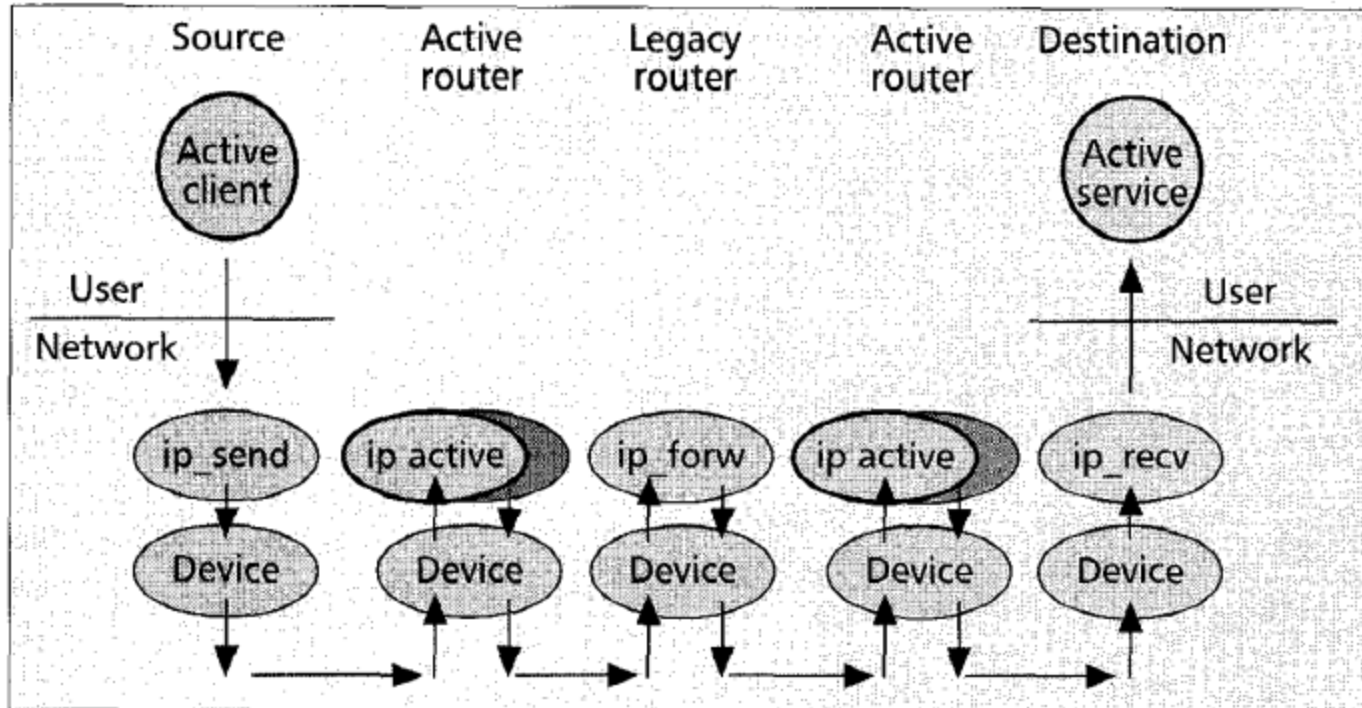 Source
Active
router
Legacy
router
Active
router
Destination
Active
client
Active
service
User
Network
User
Network
ip_send
ip active
ip_forw
ip active
ip_recv
Device
Device
Device
Device
Device